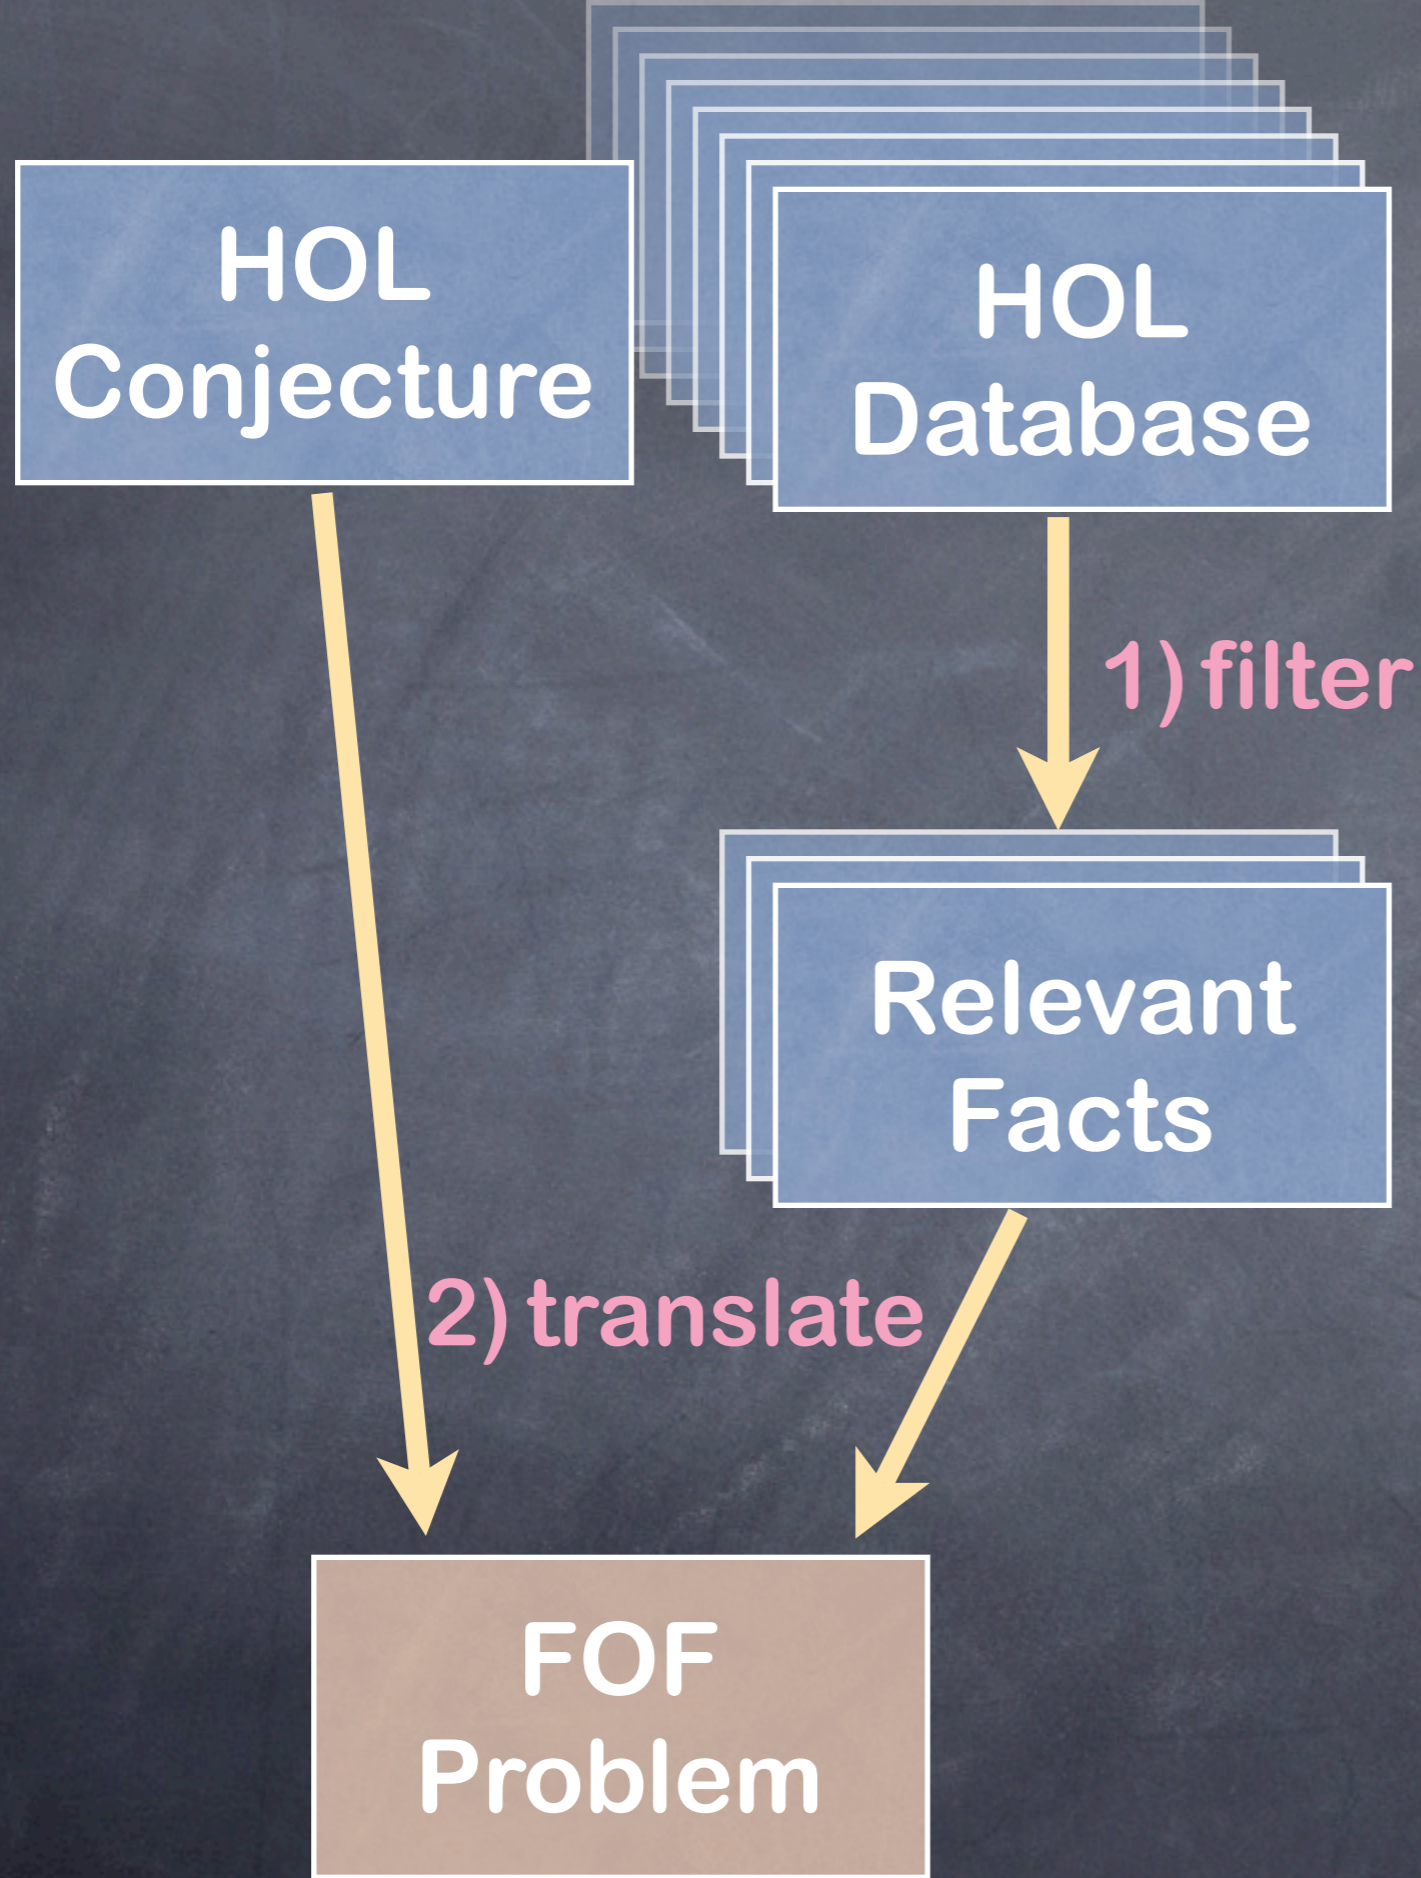 HOL
Conjecture
HOL
Database
1) filter
Relevant
Facts
2) translate
FOF
Problem